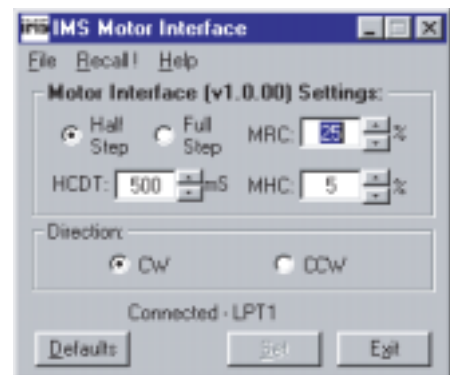 ims IMS Motor Interface
File Recall! Help
Motor Interface (v1.0.00) Settings:
Half Step Full Step MRC: 25 %
HCDT: 500 mS MHC: 5 %
Direction:
CW CCW
Connected - LPT1
Defaults Set Exit